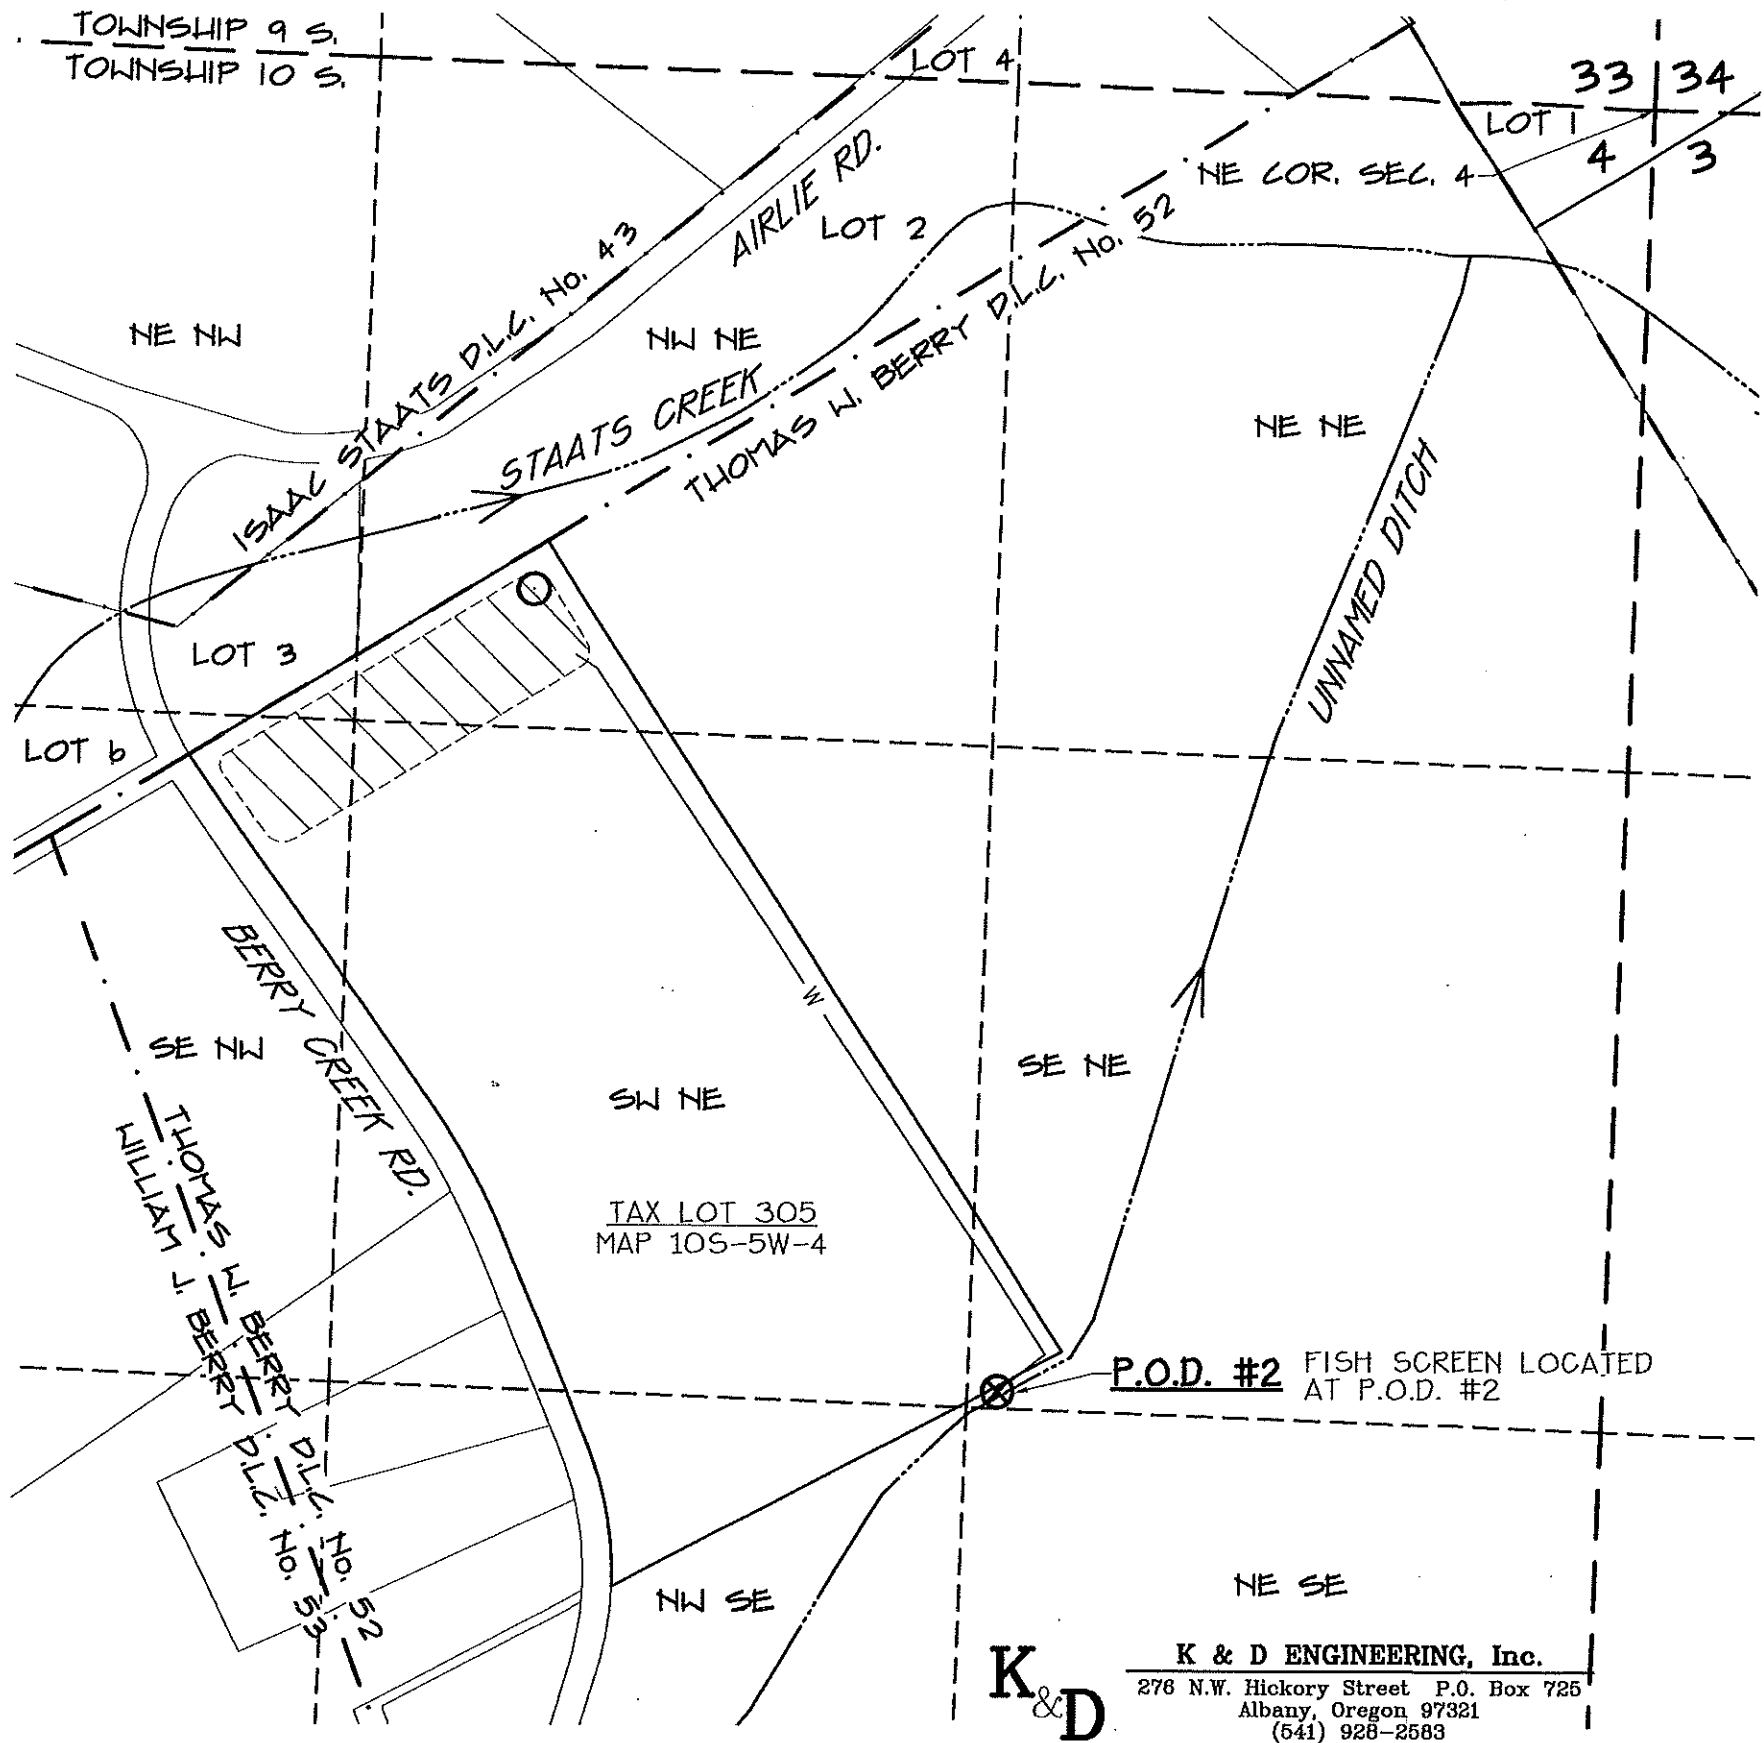 TOWNSHIP 9 S.
TOWNSHIP 10 S.
LOT 4
33 34
LOT 1
4 3
NE COR. SEC. 4
AIRLIE RD.
LOT 2
ISAAC STAATS D.L.C. No. 43
NE NW
NW NE
STAATS CREEK
THOMAS W. BERRY D.L.C. No. 52
NE NE
UNNAMED DITCH
LOT 3
LOT 6
BERRY CREEK RD.
W
SE NW
SW NE
SE NE
THOMAS W. BERRY D.L.C. No. 52
WILLIAM J. BERRY D.L.C. No. 53
TAX LOT 305
MAP 10S-5W-4
P.O.D. #2
FISH SCREEN LOCATED
AT P.O.D. #2
NW SE
NE SE
K & D
K & D ENGINEERING, Inc.
276 N.W. Hickory Street P.O. Box 725
Albany, Oregon 97321
(541) 928-2583